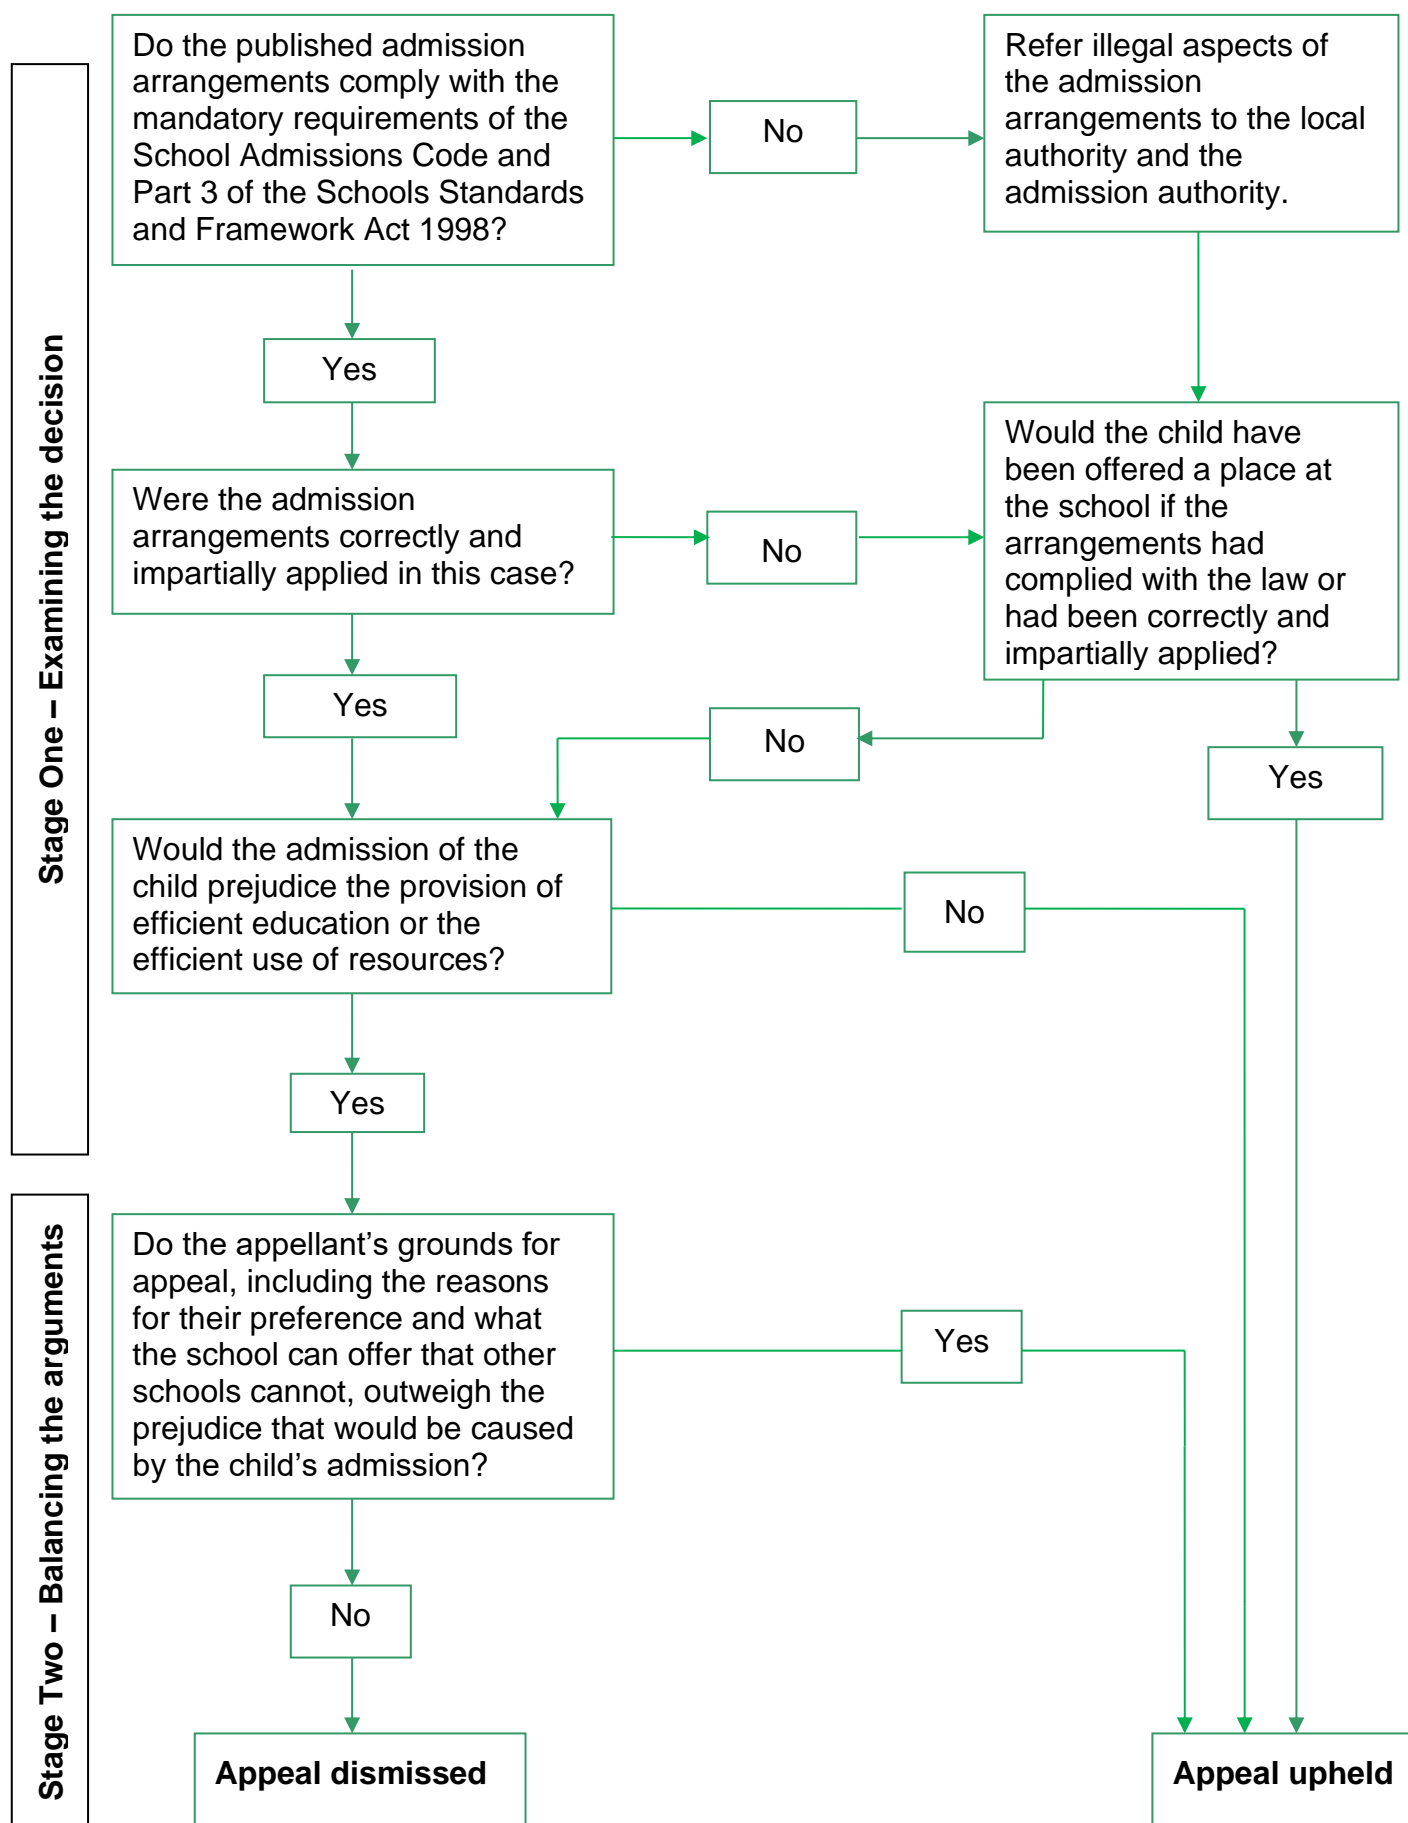 Stage One – Examining the decision
Do the published admission
arrangements comply with the
mandatory requirements of the
School Admissions Code and
Part 3 of the Schools Standards
and Framework Act 1998?
No
Refer illegal aspects of
the admission
arrangements to the local
authority and the
admission authority.
Yes
Were the admission
arrangements correctly and
impartially applied in this case?
No
Would the child have
been offered a place at
the school if the
arrangements had
complied with the law or
had been correctly and
impartially applied?
Yes
No
Yes
Would the admission of the
child prejudice the provision of
efficient education or the
efficient use of resources?
No
Yes
Stage Two – Balancing the arguments
Do the appellant’s grounds for
appeal, including the reasons
for their preference and what
the school can offer that other
schools cannot, outweigh the
prejudice that would be caused
by the child’s admission?
Yes
No
Appeal dismissed
Appeal upheld